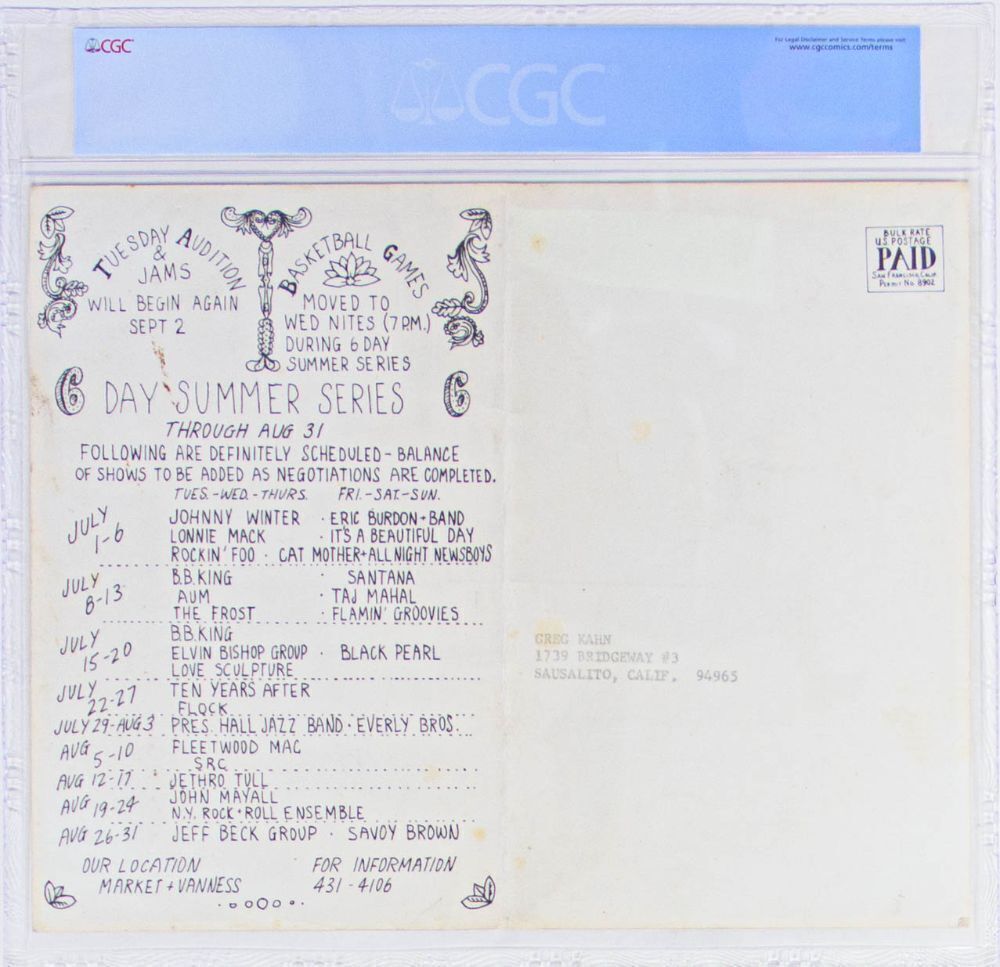 CGC
For Legal Disclaimer and Service Terms please visit
www.cgccomics.com/terms
CGC
TUESDAY AUDITION
&
JAMS
WILL BEGIN AGAIN
SEPT 2
BASKETBALL GAMES
MOVED TO
WED NITES (7 P.M.)
DURING 6 DAY
SUMMER SERIES
6 DAY SUMMER SERIES 6
THROUGH AUG 31
FOLLOWING ARE DEFINITELY SCHEDULED - BALANCE
OF SHOWS TO BE ADDED AS NEGOTIATIONS ARE COMPLETED.
TUES.-WED.-THURS. FRI.-SAT.-SUN.
JULY 1-6
JOHNNY WINTER · ERIC BURDON + BAND
LONNIE MACK · IT'S A BEAUTIFUL DAY
ROCKIN' FOO · CAT MOTHER + ALL NIGHT NEWSBOYS
JULY 8-13
B.B. KING · SANTANA
AUM · TAJ MAHAL
THE FROST · FLAMIN' GROOVIES
JULY 15-20
B.B. KING
ELVIN BISHOP GROUP · BLACK PEARL
LOVE SCULPTURE
JULY 22-27
TEN YEARS AFTER
FLOCK
JULY 29-AUG 3 PRES. HALL JAZZ BAND · EVERLY BROS.
AUG 5-10
FLEETWOOD MAC
SRC
AUG 12-17 JETHRO TULL
AUG 19-24
JOHN MAYALL
N.Y. ROCK + ROLL ENSEMBLE
AUG 26-31 JEFF BECK GROUP · SAVOY BROWN
OUR LOCATION
MARKET + VANNESS
FOR INFORMATION
431-4106
BULK RATE
U.S. POSTAGE
PAID
SAN FRANCISCO, CALIF
PERMIT NO. 8902
GREG KAHN
1739 BRIDGEWAY #3
SAUSALITO, CALIF. 94965